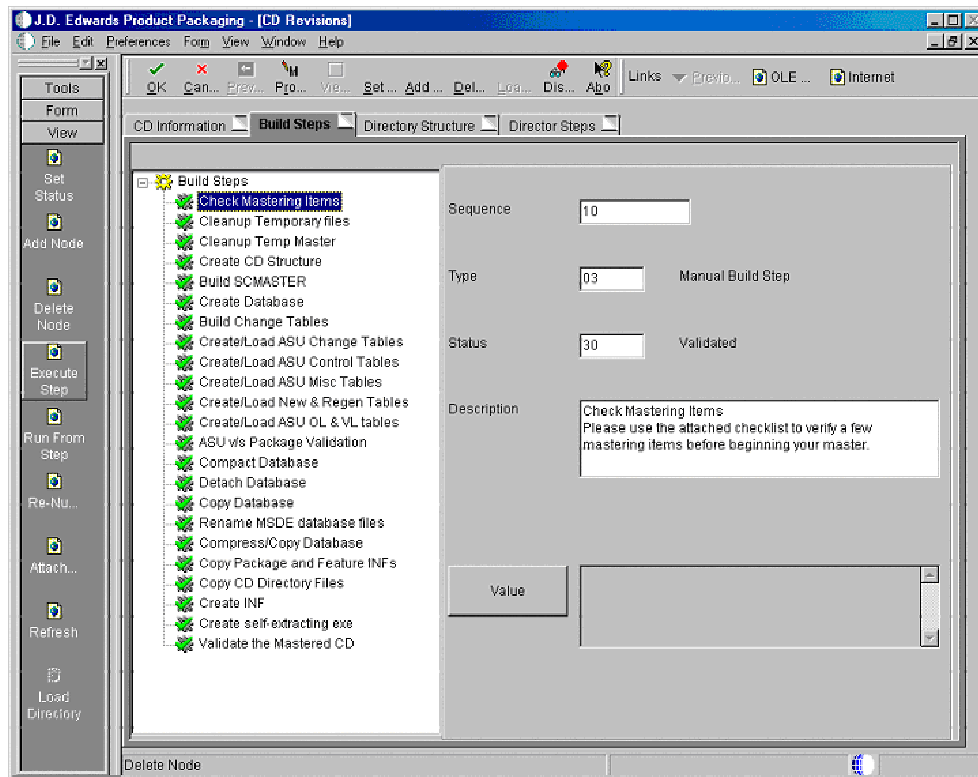 J.D. Edwards Product Packaging - [CD Revisions]
File Edit Preferences Form View Window Help
Tools
Form
View
Set Status
Add Node
Delete Node
Execute Step
Run From Step
Re-Nu...
Attach...
Refresh
Load Directory
OK Can... Prev... Pro... Vie... Set... Add... Del... Loa... Dis... Abo Links Previo... OLE ... Internet
CD Information Build Steps Directory Structure Director Steps
Build Steps
Check Mastering Items
Cleanup Temporary files
Cleanup Temp Master
Create CD Structure
Build SCMASTER
Create Database
Build Change Tables
Create/Load ASU Change Tables
Create/Load ASU Control Tables
Create/Load ASU Misc Tables
Create/Load New & Regen Tables
Create/Load ASU OL & VL tables
ASU v/s Package Validation
Compact Database
Detach Database
Copy Database
Rename MSDE database files
Compress/Copy Database
Copy Package and Feature INFs
Copy CD Directory Files
Create INF
Create self-extracting exe
Validate the Mastered CD
Sequence 10
Type 03 Manual Build Step
Status 30 Validated
Description
Check Mastering Items
Please use the attached checklist to verify a few
mastering items before beginning your master.
Value
Delete Node